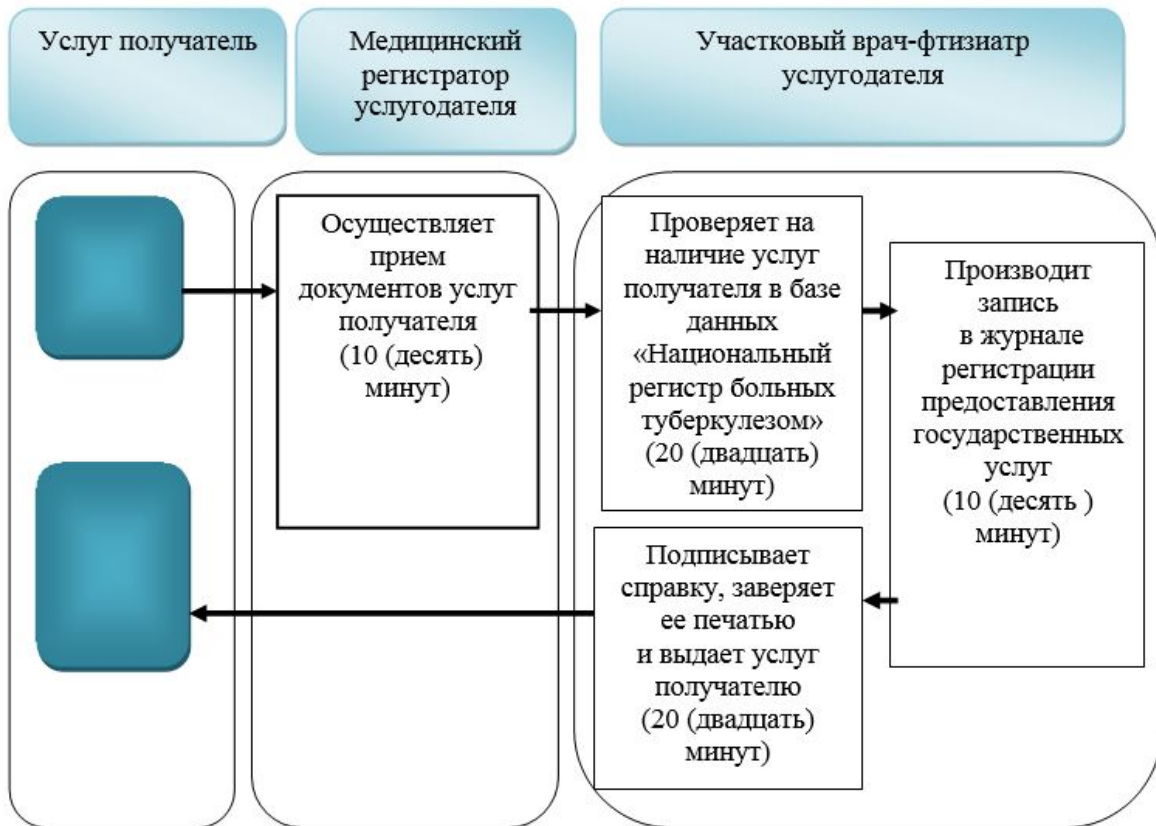 Услуг получатель
Медицинский
регистратор
услугодателя
Участковый врач-фтизиатр
услугодателя
Осуществляет
прием
документов услуг
получателя
(10 (десять)
минут)
Проверяет на
наличие услуг
получателя в базе
данных
«Национальный
регистр больных
туберкулезом»
(20 (двадцать)
минут)
Производит
запись
в журнале
регистрации
предоставления
государственных
услуг
(10 (десять )
минут)
Подписывает
справку, заверяет
ее печатью
и выдает услуг
получателю
(20 (двадцать)
минут)